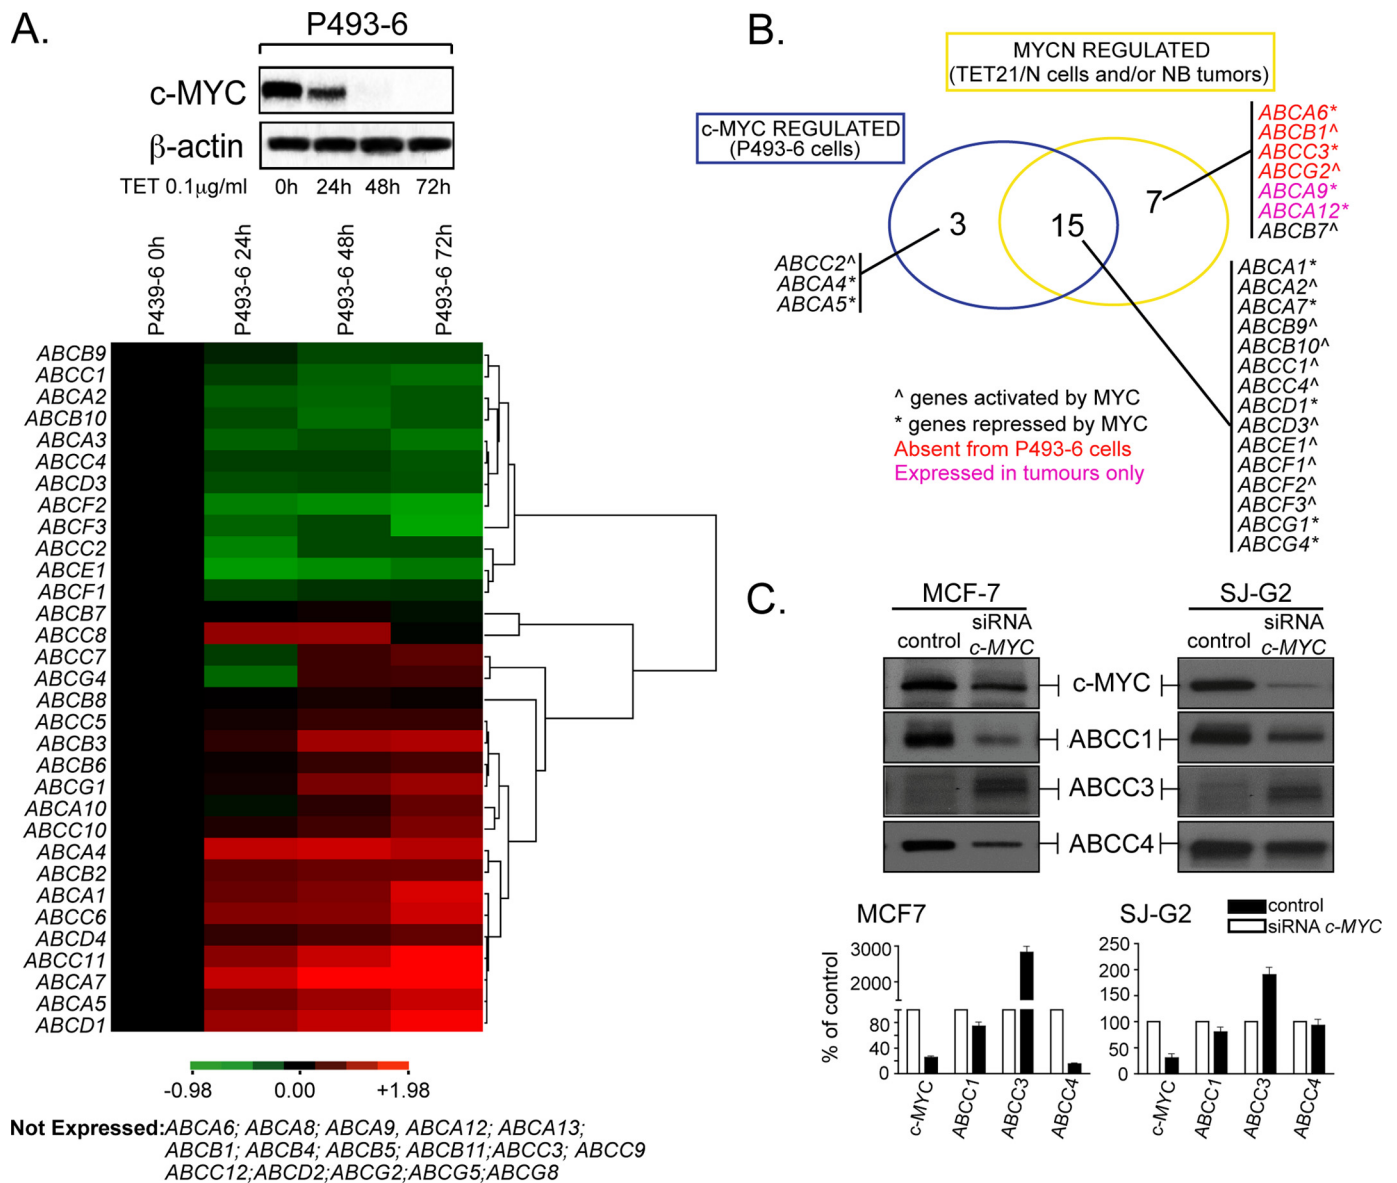 A.
P493-6
c-MYC
β-actin
TET 0.1µg/ml 0h 24h 48h 72h
P439-6 0h
P493-6 24h
P493-6 48h
P493-6 72h
ABCB9
ABCC1
ABCA2
ABCB10
ABCA3
ABCC4
ABCD3
ABCF2
ABCF3
ABCC2
ABCE1
ABCF1
ABCB7
ABCC8
ABCC7
ABCG4
ABCB8
ABCC5
ABCB3
ABCB6
ABCG1
ABCA10
ABCC10
ABCA4
ABCB2
ABCA1
ABCC6
ABCD4
ABCC11
ABCA7
ABCA5
ABCD1
-0.98 0.00 +1.98
Not Expressed:ABCA6; ABCA8; ABCA9, ABCA12; ABCA13;
ABCB1; ABCB4; ABCB5; ABCB11;ABCC3; ABCC9
ABCC12;ABCD2;ABCG2;ABCG5;ABCG8
B.
MYCN REGULATED
(TET21/N cells and/or NB tumors)
c-MYC REGULATED
(P493-6 cells)
3
15
7
ABCC2^
ABCA4*
ABCA5*
ABCA6*
ABCB1^
ABCC3*
ABCG2^
ABCA9*
ABCA12*
ABCB7^
ABCA1*
ABCA2^
ABCA7*
ABCB9^
ABCB10^
ABCC1^
ABCC4^
ABCD1*
ABCD3^
ABCE1^
ABCF1^
ABCF2^
ABCF3^
ABCG1*
ABCG4*
^ genes activated by MYC
* genes repressed by MYC
Absent from P493-6 cells
Expressed in tumours only
C.
MCF-7
control
siRNA
c-MYC
SJ-G2
control
siRNA
c-MYC
c-MYC
ABCC1
ABCC3
ABCC4
MCF7
% of control
3000
2000
80
40
0
c-MYC
ABCC1
ABCC3
ABCC4
SJ-G2
control
siRNA c-MYC
250
200
150
100
50
0
c-MYC
ABCC1
ABCC3
ABCC4